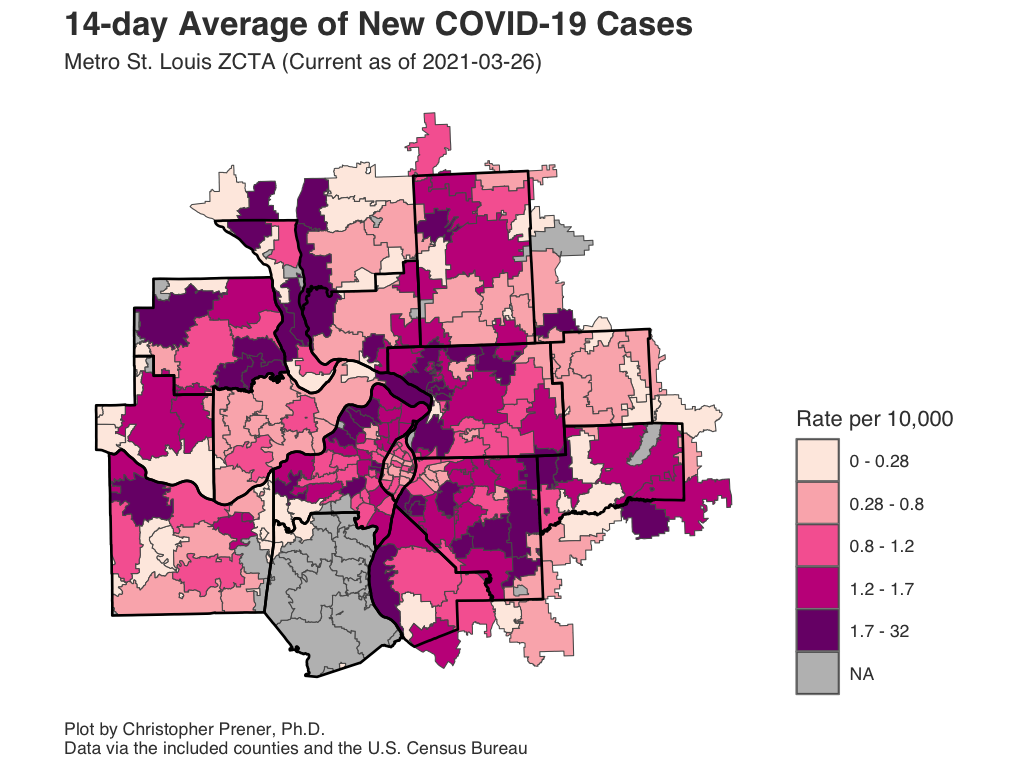 14-day Average of New COVID-19 Cases
Metro St. Louis ZCTA (Current as of 2021-03-26)
Rate per 10,000
0 - 0.28
0.28 - 0.8
0.8 - 1.2
1.2 - 1.7
1.7 - 32
NA
Plot by Christopher Prener, Ph.D.
Data via the included counties and the U.S. Census Bureau